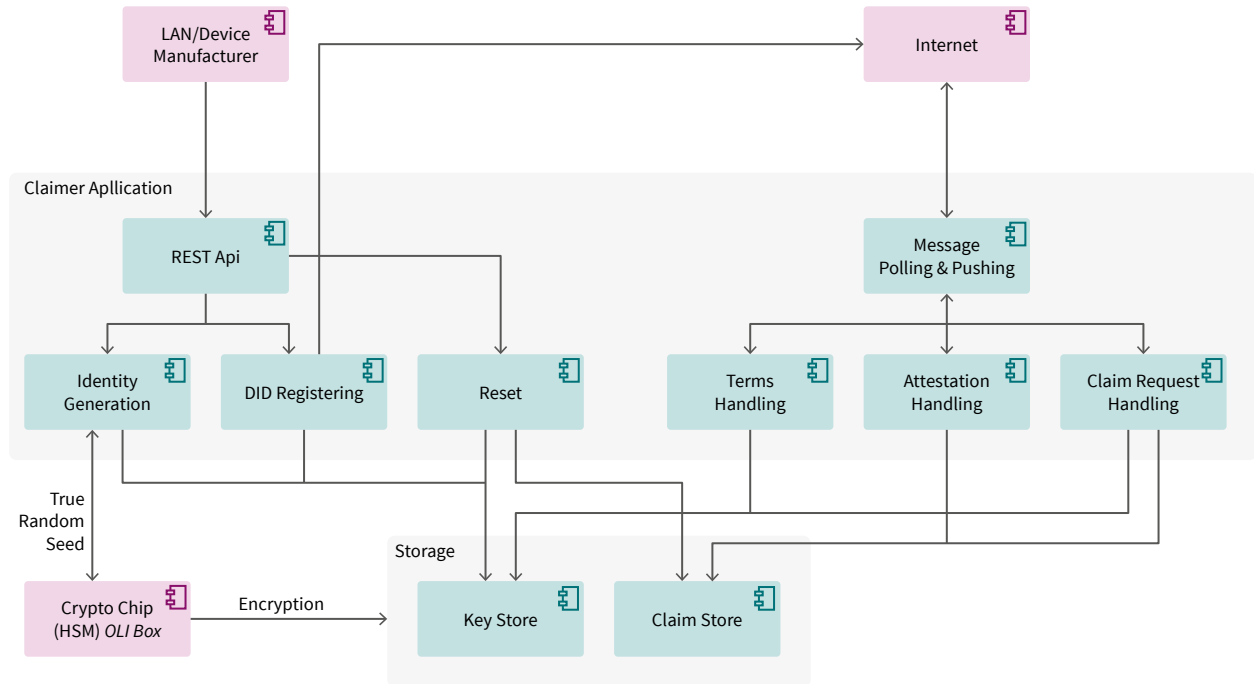 LAN/Device
Manufacturer
Internet
Claimer Apllication
REST Api
Message
Polling & Pushing
Identity
Generation
DID Registering
Reset
Terms
Handling
Attestation
Handling
Claim Request
Handling
True
Random
Seed
Storage
Crypto Chip
(HSM) OLI Box
Encryption
Key Store
Claim Store